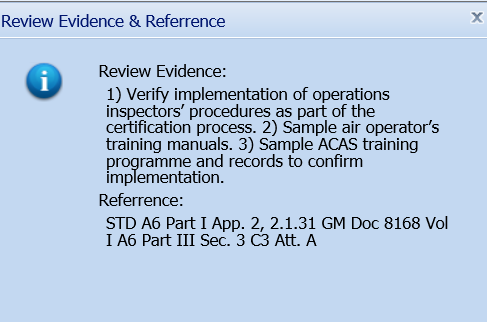 Review Evidence & Referrence
Review Evidence:
1) Verify implementation of operations
inspectors' procedures as part of the
certification process. 2) Sample air operator's
training manuals. 3) Sample ACAS training
programme and records to confirm
implementation.
Referrence:
STD A6 Part I App. 2, 2.1.31 GM Doc 8168 Vol
I A6 Part III Sec. 3 C3 Att. A